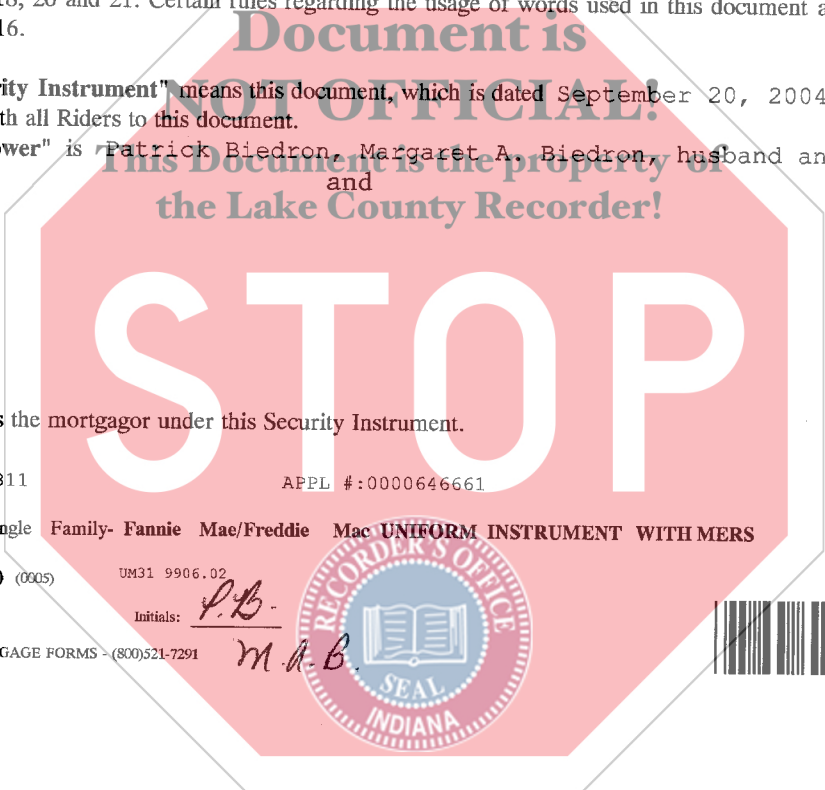 18, 20 and 21. Certain rules regarding the usage of words used in this document a
16.
Document is
rity Instrument" means this document, which is dated September 20, 2004
th all Riders to this document.
NOT OFFICIAL!
ower" is Patrick Biedron, Margaret A. Biedron, husband an
and
This Document is the property of
the Lake County Recorder!
STOP
s the mortgagor under this Security Instrument.
311 APPL #:0000646661
ngle Family- Fannie Mae/Freddie Mac UNIFORM INSTRUMENT WITH MERS
) (0005) UM31 9906.02
Initials: P.B.
GAGE FORMS - (800)521-7291 M.A.B.
RECORDER'S OFFICE
SEAL
INDIANA